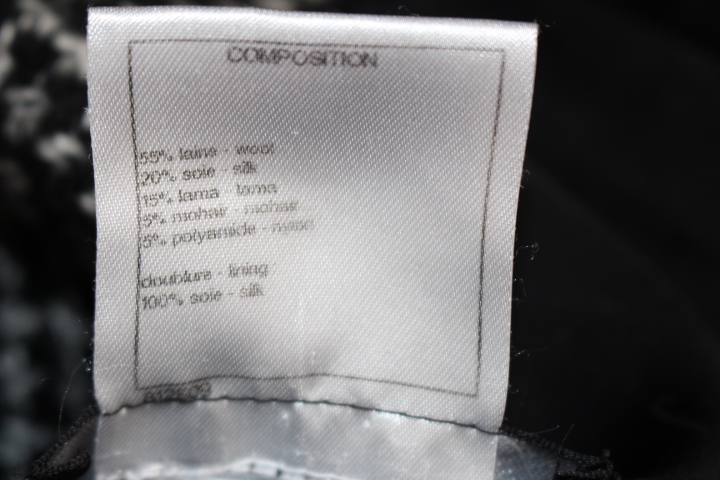 COMPOSITION
55% laine - wool
20% soie - silk
15% lama - lama
5% mohair - mohair
5% polyamide - nylon
doublure - lining
100% soie - silk